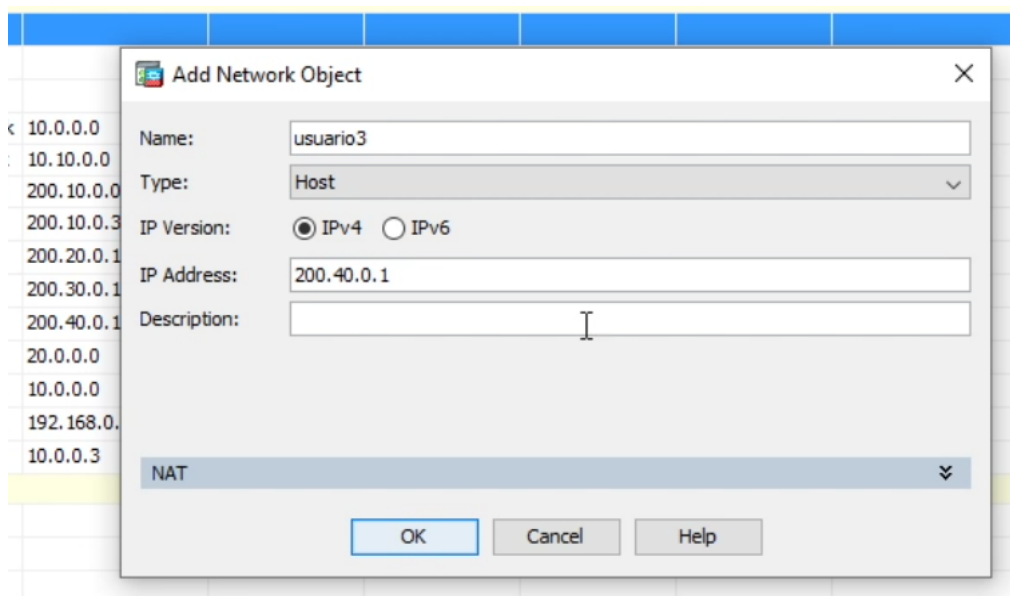 Add Network Object
Name: usuario3
Type: Host
IP Version: IPv4 IPv6
IP Address: 200.40.0.1
Description:
NAT
OK Cancel Help
10.0.0.0
10.10.0.0
200.10.0.0
200.10.0.3
200.20.0.1
200.30.0.1
200.40.0.1
20.0.0.0
10.0.0.0
192.168.0.
10.0.0.3